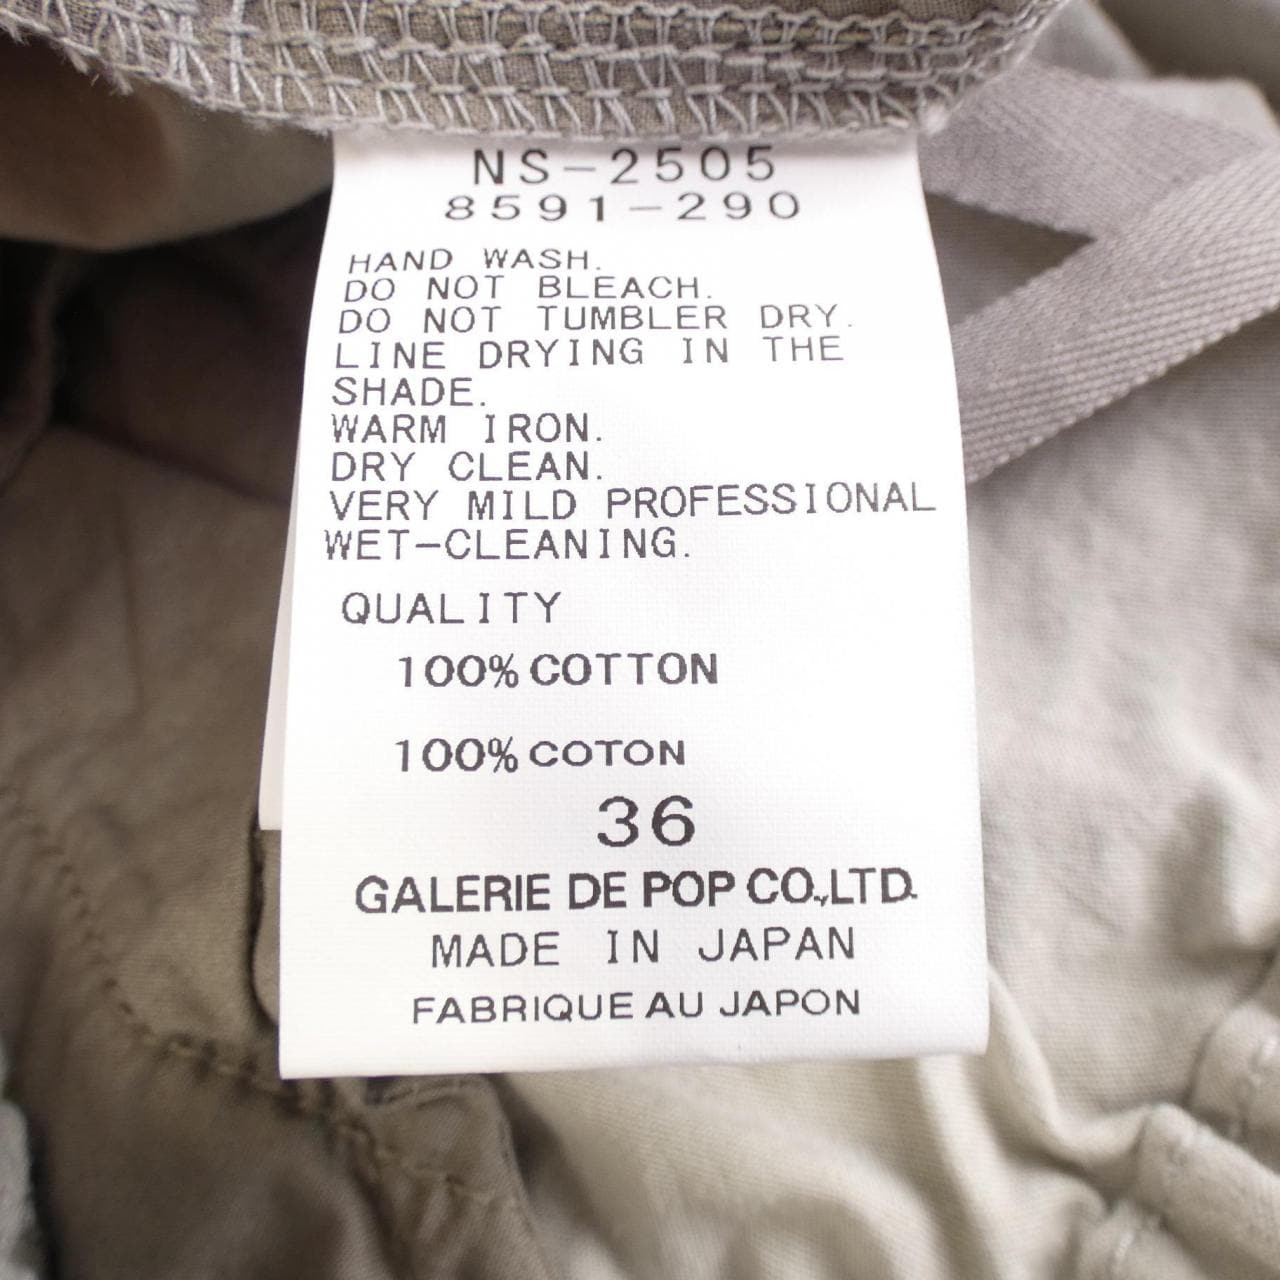 NS-2505
8591-290
HAND WASH.
DO NOT BLEACH.
DO NOT TUMBLER DRY.
LINE DRYING IN THE
SHADE.
WARM IRON.
DRY CLEAN.
VERY MILD PROFESSIONAL
WET-CLEANING.
QUALITY
100% COTTON
100% COTON
36
GALERIE DE POP CO.,LTD.
MADE IN JAPAN
FABRIQUE AU JAPON